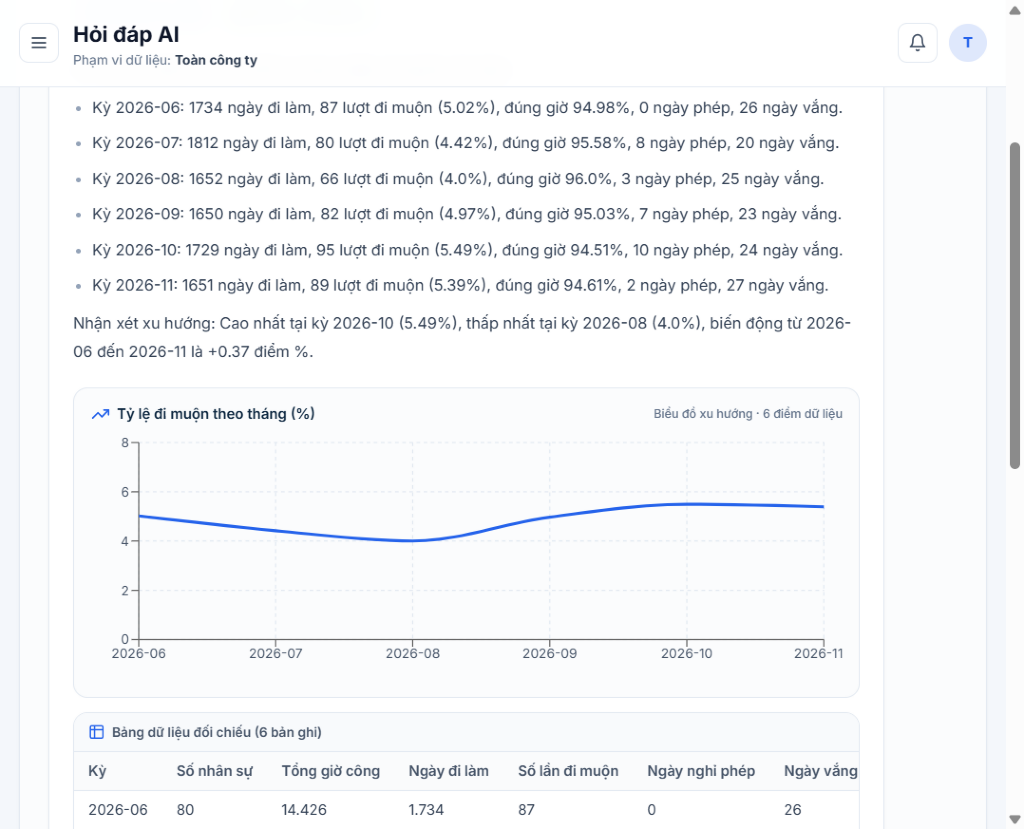 Hỏi đáp AI
Phạm vi dữ liệu: Toàn công ty
T
Kỳ 2026-06: 1734 ngày đi làm, 87 lượt đi muộn (5.02%), đúng giờ 94.98%, 0 ngày phép, 26 ngày vắng.
Kỳ 2026-07: 1812 ngày đi làm, 80 lượt đi muộn (4.42%), đúng giờ 95.58%, 8 ngày phép, 20 ngày vắng.
Kỳ 2026-08: 1652 ngày đi làm, 66 lượt đi muộn (4.0%), đúng giờ 96.0%, 3 ngày phép, 25 ngày vắng.
Kỳ 2026-09: 1650 ngày đi làm, 82 lượt đi muộn (4.97%), đúng giờ 95.03%, 7 ngày phép, 23 ngày vắng.
Kỳ 2026-10: 1729 ngày đi làm, 95 lượt đi muộn (5.49%), đúng giờ 94.51%, 10 ngày phép, 24 ngày vắng.
Kỳ 2026-11: 1651 ngày đi làm, 89 lượt đi muộn (5.39%), đúng giờ 94.61%, 2 ngày phép, 27 ngày vắng.
Nhận xét xu hướng: Cao nhất tại kỳ 2026-10 (5.49%), thấp nhất tại kỳ 2026-08 (4.0%), biến động từ 2026-
06 đến 2026-11 là +0.37 điểm %.
Tỷ lệ đi muộn theo tháng (%)
Biểu đồ xu hướng · 6 điểm dữ liệu
8
6
4
2
0
2026-06 2026-07 2026-08 2026-09 2026-10 2026-11
Bảng dữ liệu đối chiếu (6 bản ghi)
Kỳ Số nhân sự Tổng giờ công Ngày đi làm Số lần đi muộn Ngày nghỉ phép Ngày vắng
2026-06 80 14.426 1.734 87 0 26